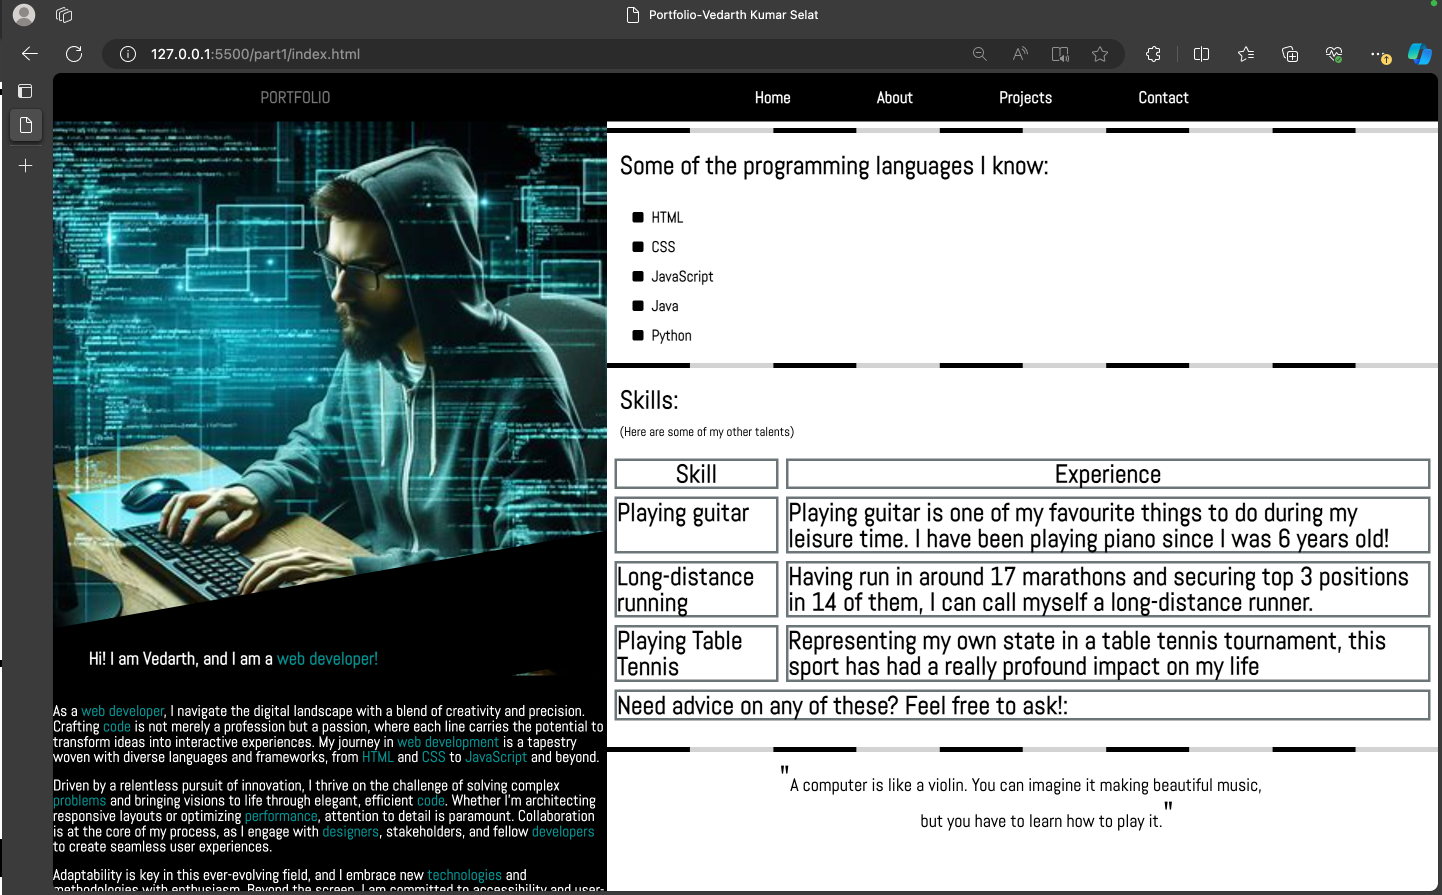 Portfolio-Vedarth Kumar Selat
127.0.0.1:5500/part1/index.html
PORTFOLIO
Home
About
Projects
Contact
Hi! I am Vedarth, and I am a web developer!
As a web developer, I navigate the digital landscape with a blend of creativity and precision.
Crafting code is not merely a profession but a passion, where each line carries the potential to
transform ideas into interactive experiences. My journey in web development is a tapestry
woven with diverse languages and frameworks, from HTML and CSS to JavaScript and beyond.
Driven by a relentless pursuit of innovation, I thrive on the challenge of solving complex
problems and bringing visions to life through elegant, efficient code. Whether I'm architecting
responsive layouts or optimizing performance, attention to detail is paramount. Collaboration
is at the core of my process, as I engage with designers, stakeholders, and fellow developers
to create seamless user experiences.
Adaptability is key in this ever-evolving field, and I embrace new technologies and
methodologies with enthusiasm. Beyond the screen, I am committed to accessibility and user-
Some of the programming languages I know:
HTML
CSS
JavaScript
Java
Python
Skills:
(Here are some of my other talents)
Skill
Experience
Playing guitar
Playing guitar is one of my favourite things to do during my
leisure time. I have been playing piano since I was 6 years old!
Long-distance
running
Having run in around 17 marathons and securing top 3 positions
in 14 of them, I can call myself a long-distance runner.
Playing Table
Tennis
Representing my own state in a table tennis tournament, this
sport has had a really profound impact on my life
Need advice on any of these? Feel free to ask!:
"A computer is like a violin. You can imagine it making beautiful music,
but you have to learn how to play it."